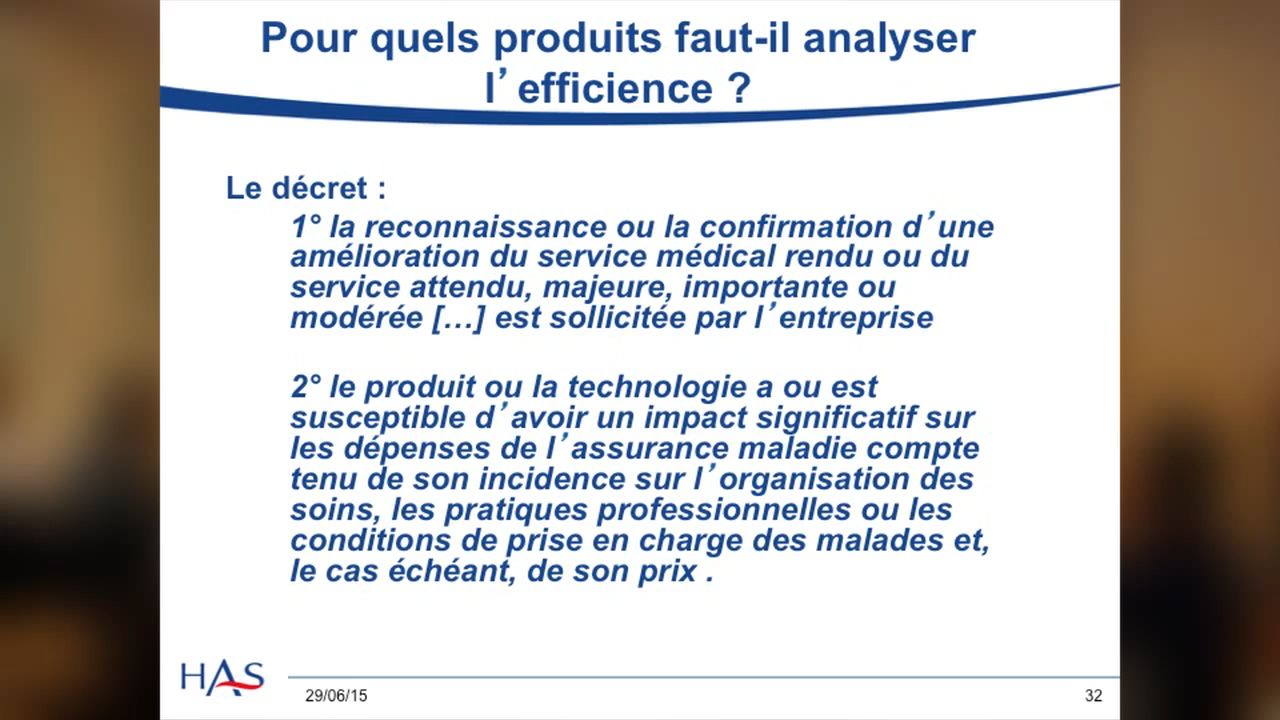 Pour quels produits faut-il analyser
l’efficience ?
Le décret :
1° la reconnaissance ou la confirmation d’une
amélioration du service médical rendu ou du
service attendu, majeure, importante ou
modérée […] est sollicitée par l’entreprise
2° le produit ou la technologie a ou est
susceptible d’avoir un impact significatif sur
les dépenses de l’assurance maladie compte
tenu de son incidence sur l’organisation des
soins, les pratiques professionnelles ou les
conditions de prise en charge des malades et,
le cas échéant, de son prix .
HAS
29/06/15
32